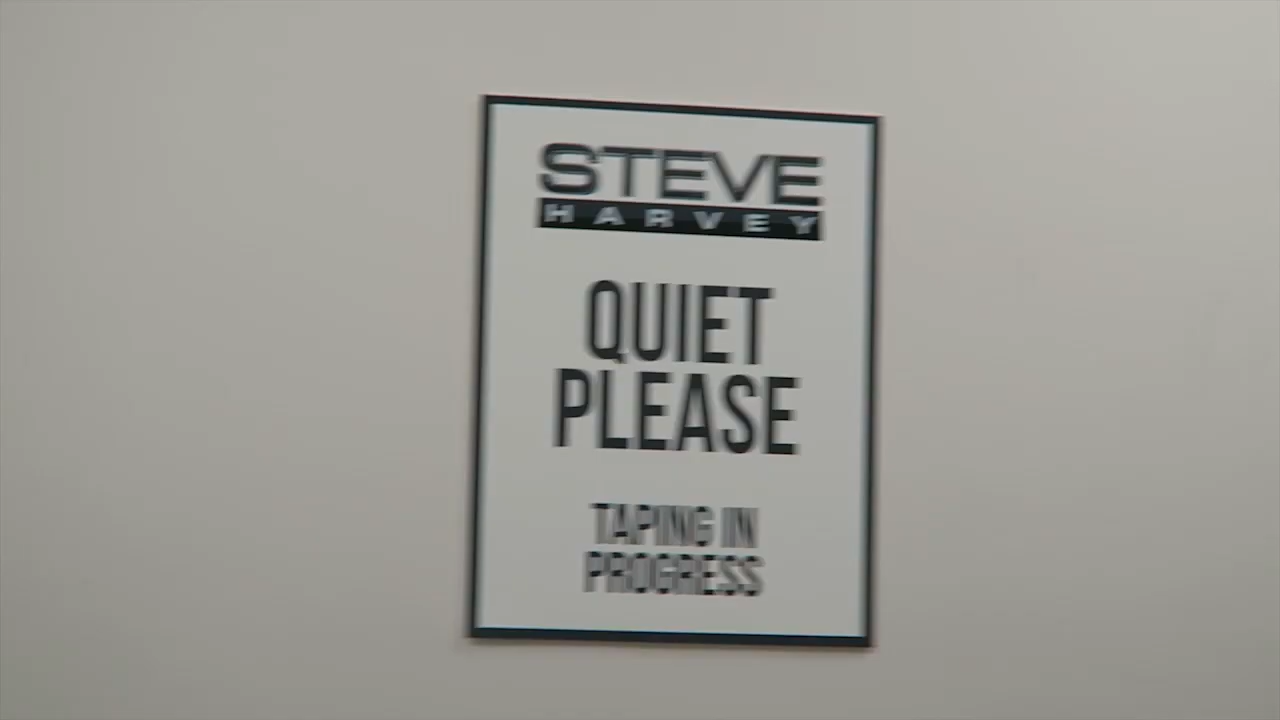 STEVE
HARVEY
QUIET
PLEASE
TAPING IN
PROGRESS